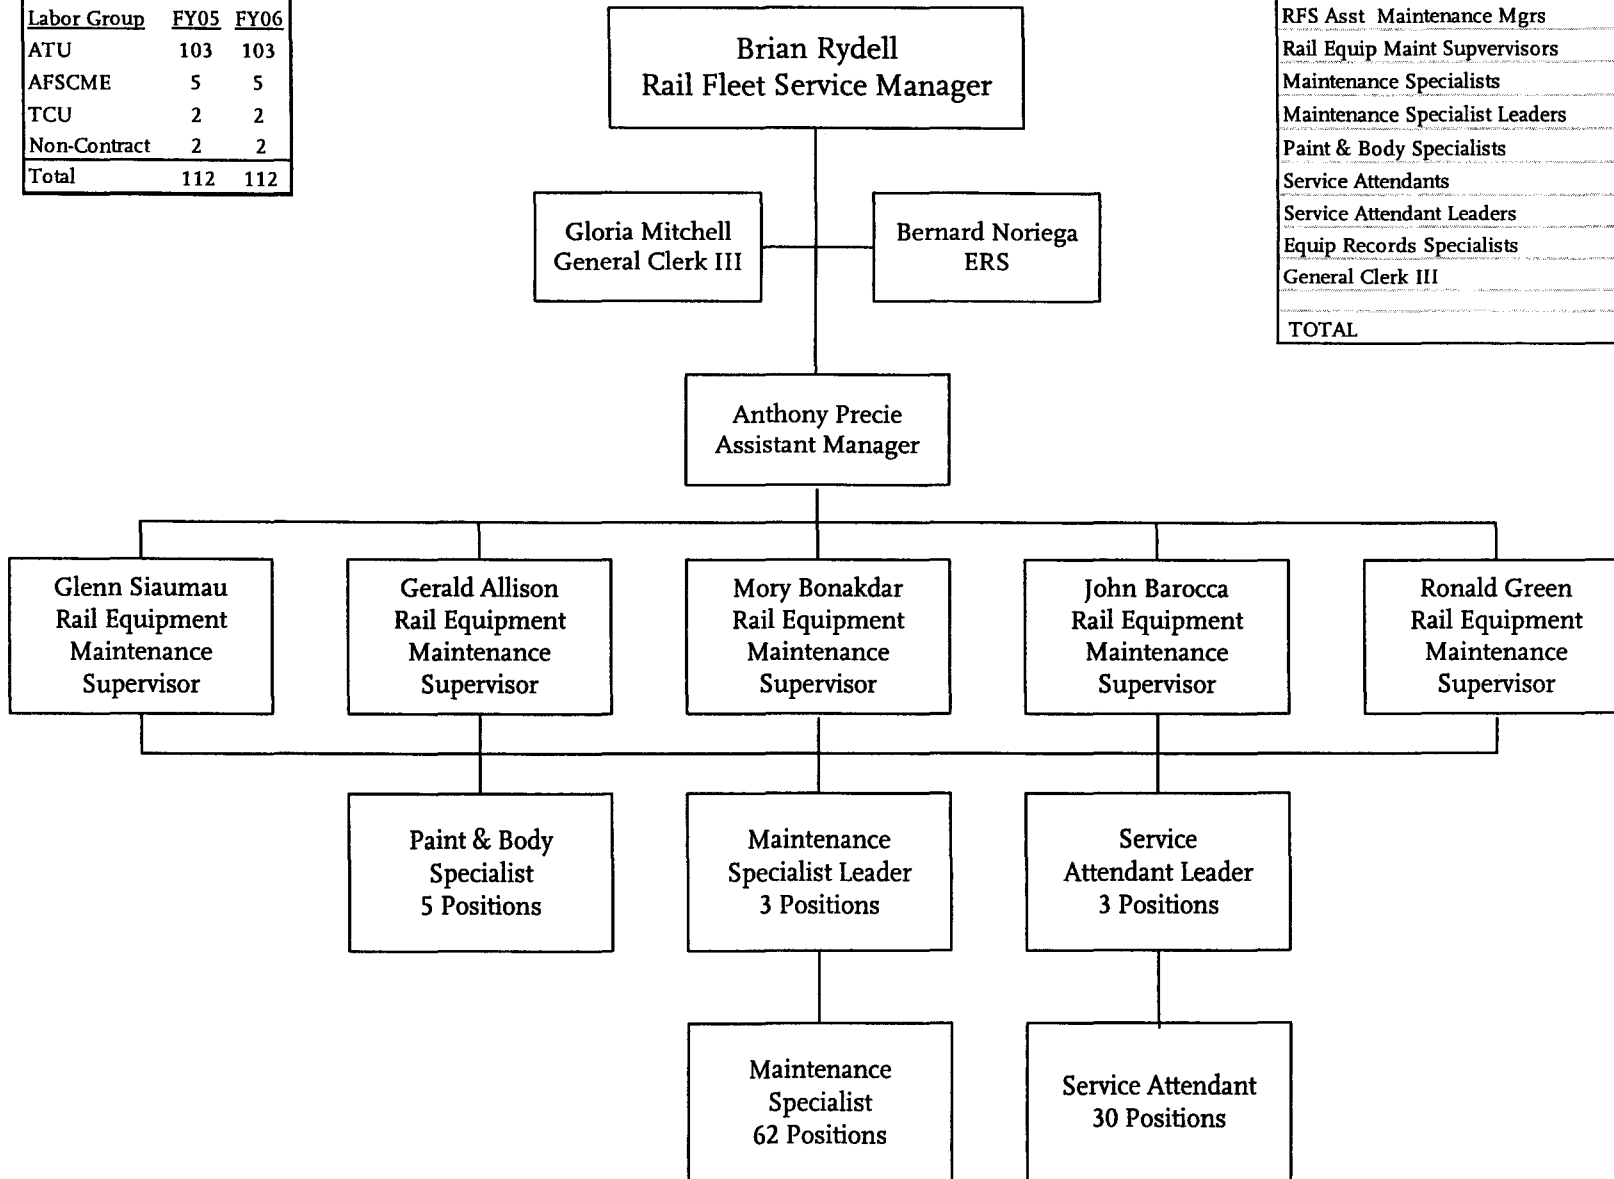 Labor Group FY05 FY06
ATU 103 103
AFSCME 5 5
TCU 2 2
Non-Contract 2 2
Total 112 112
Brian Rydell
Rail Fleet Service Manager
RFS Asst Maintenance Mgrs
Rail Equip Maint Supvervisors
Maintenance Specialists
Maintenance Specialist Leaders
Paint & Body Specialists
Service Attendants
Service Attendant Leaders
Equip Records Specialists
General Clerk III
TOTAL
Gloria Mitchell
General Clerk III
Bernard Noriega
ERS
Anthony Precie
Assistant Manager
Glenn Siaumau
Rail Equipment
Maintenance
Supervisor
Gerald Allison
Rail Equipment
Maintenance
Supervisor
Mory Bonakdar
Rail Equipment
Maintenance
Supervisor
John Barocca
Rail Equipment
Maintenance
Supervisor
Ronald Green
Rail Equipment
Maintenance
Supervisor
Paint & Body
Specialist
5 Positions
Maintenance
Specialist Leader
3 Positions
Service
Attendant Leader
3 Positions
Maintenance
Specialist
62 Positions
Service Attendant
30 Positions